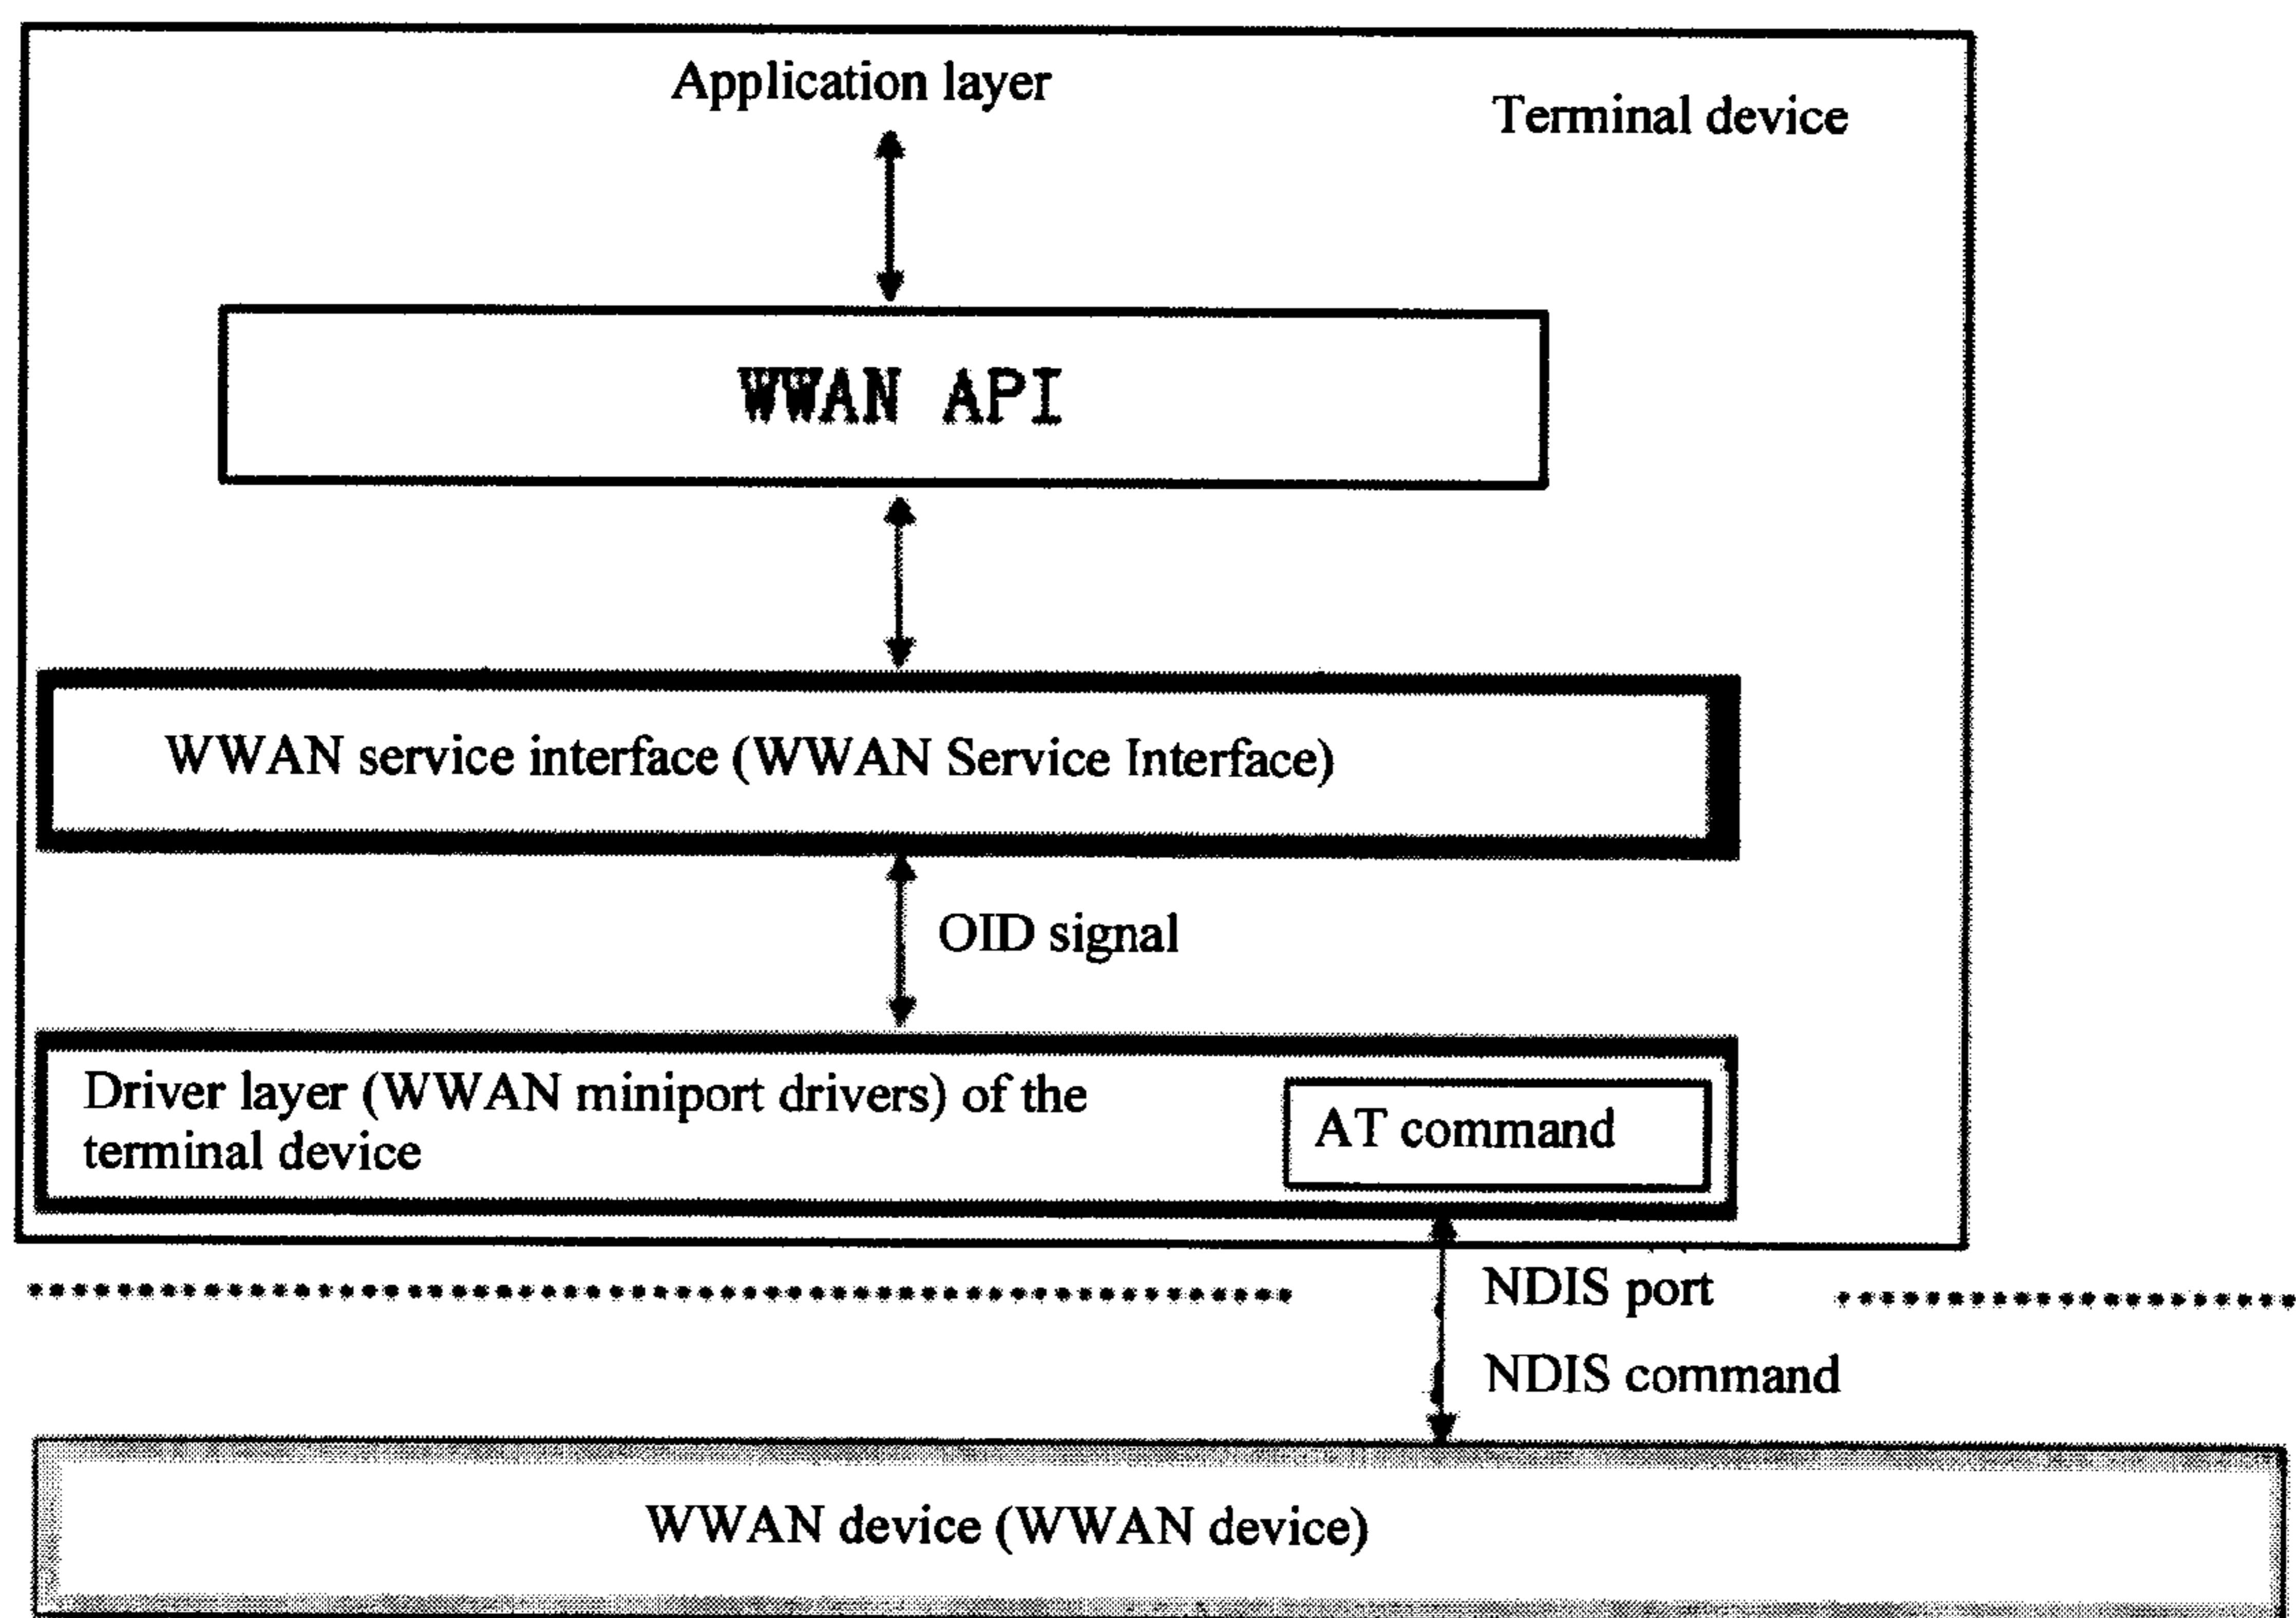 Application layer
Terminal device
WWAN API
WWAN service interface (WWAN Service Interface)
OID signal
Driver layer (WWAN miniport drivers) of the
terminal device
AT command
NDIS port
NDIS command
WWAN device (WWAN device)